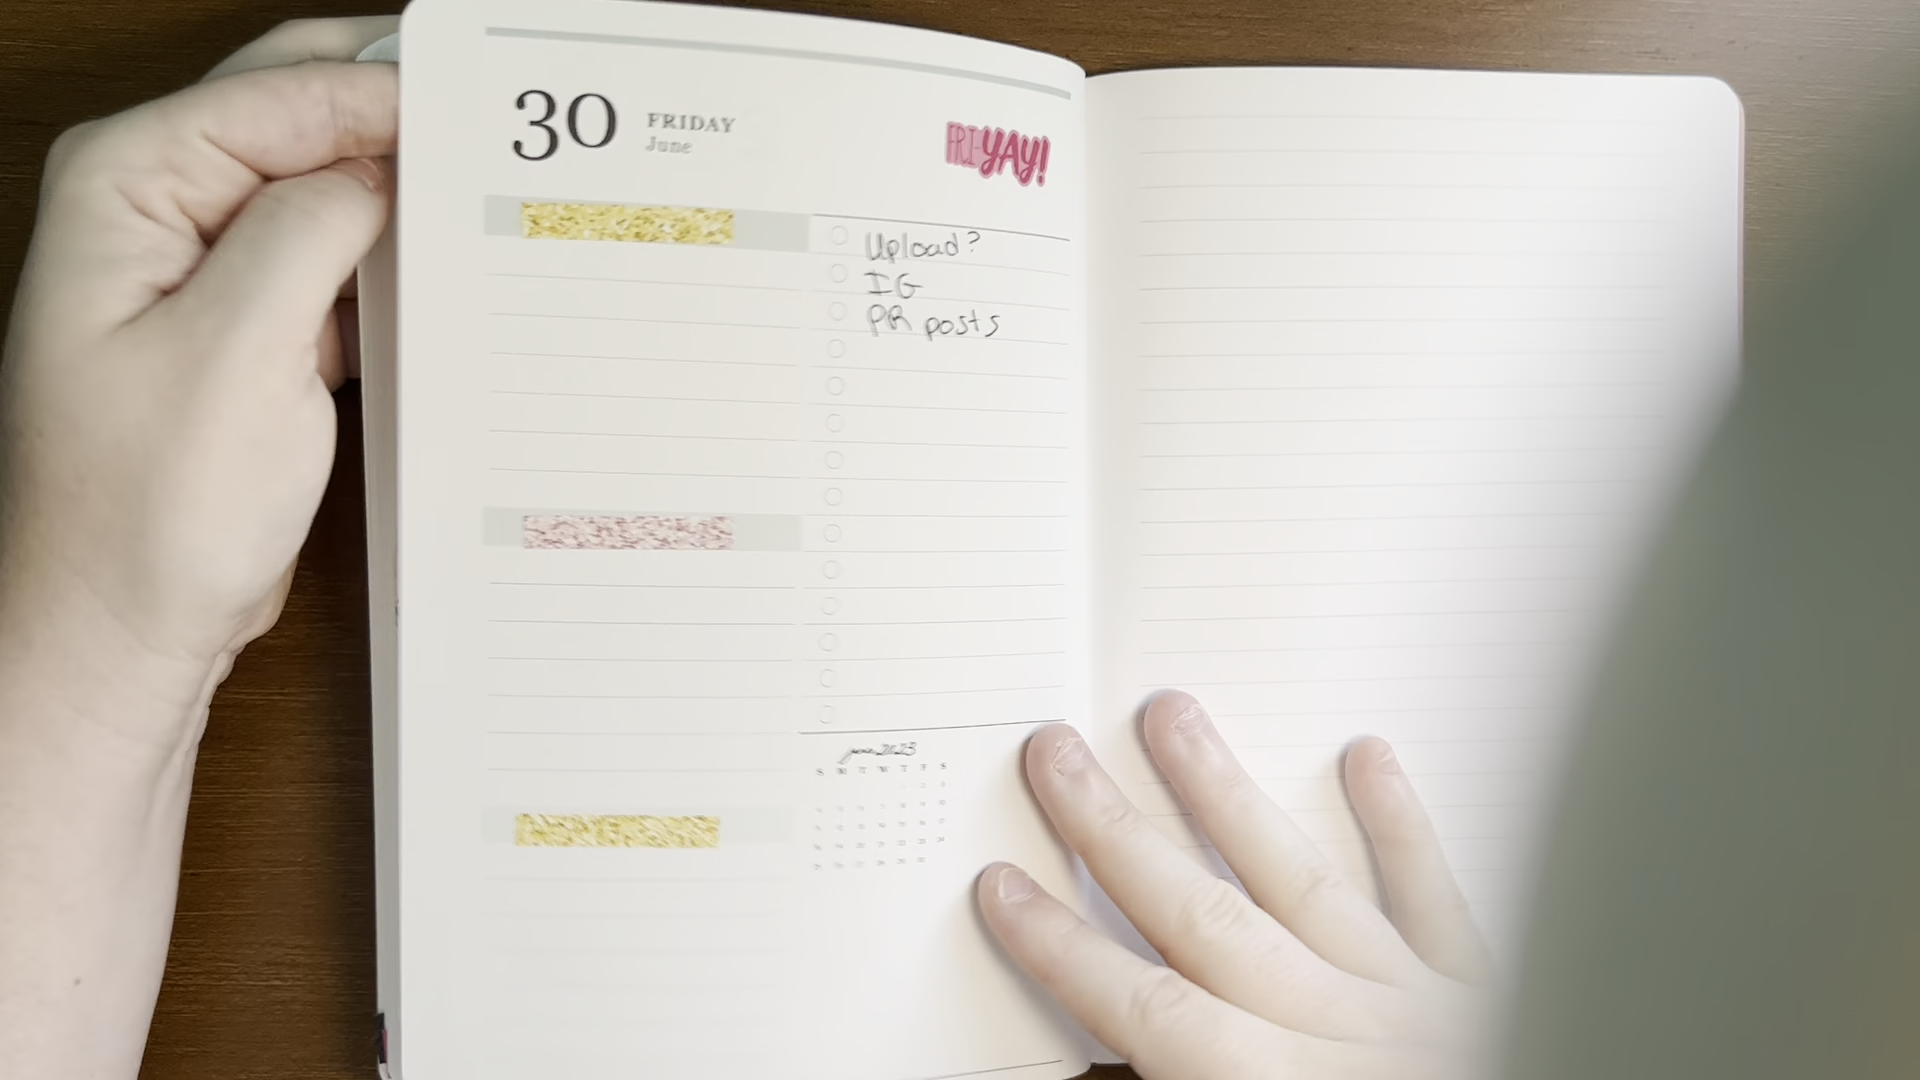 30
FRIDAY
June
FRI-YAY!
Upload?
IG
PR posts
june 2023
S M T W T F S